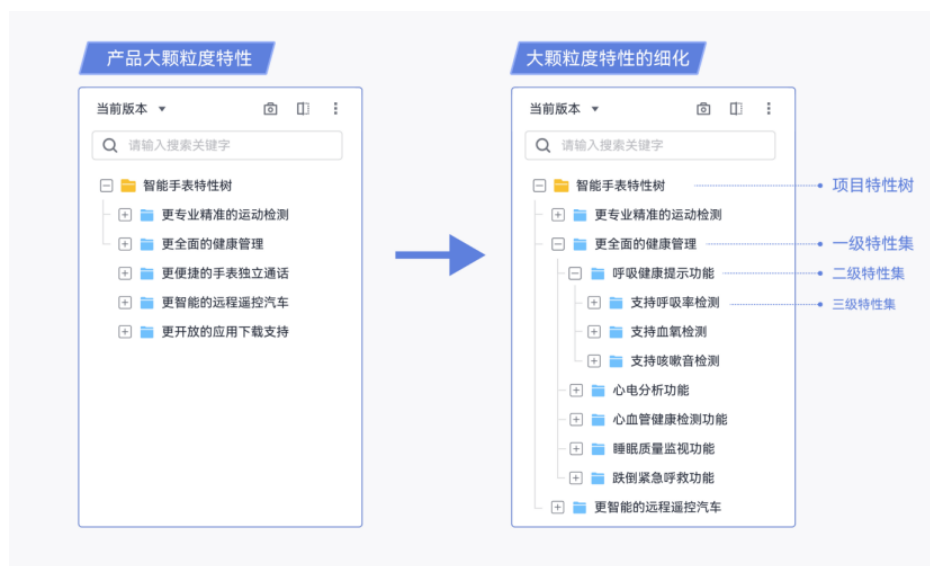 产品大颗粒度特性
当前版本
请输入搜索关键字
智能手表特性树
更专业精准的运动检测
更全面的健康管理
更便捷的手表独立通话
更智能的远程遥控汽车
更开放的应用下载支持
大颗粒度特性的细化
当前版本
请输入搜索关键字
智能手表特性树
项目特性树
更专业精准的运动检测
更全面的健康管理
一级特性集
呼吸健康提示功能
二级特性集
支持呼吸率检测
三级特性集
支持血氧检测
支持咳嗽音检测
心电分析功能
心血管健康检测功能
睡眠质量监视功能
跌倒紧急呼救功能
更智能的远程遥控汽车